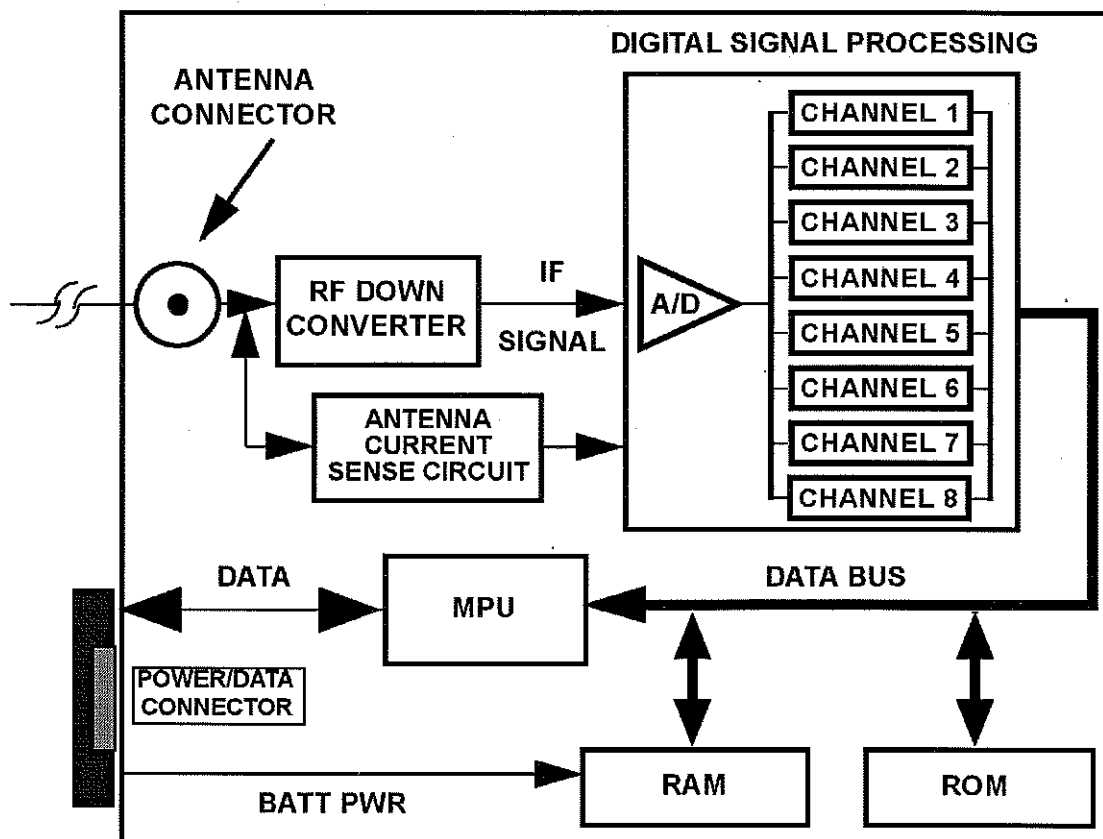 DIGITAL SIGNAL PROCESSING
ANTENNA
CONNECTOR
CHANNEL 1
CHANNEL 2
CHANNEL 3
CHANNEL 4
CHANNEL 5
CHANNEL 6
CHANNEL 7
CHANNEL 8
RF DOWN
CONVERTER
IF
SIGNAL
A/D
ANTENNA
CURRENT
SENSE CIRCUIT
DATA
MPU
DATA BUS
POWER/DATA
CONNECTOR
BATT PWR
RAM
ROM